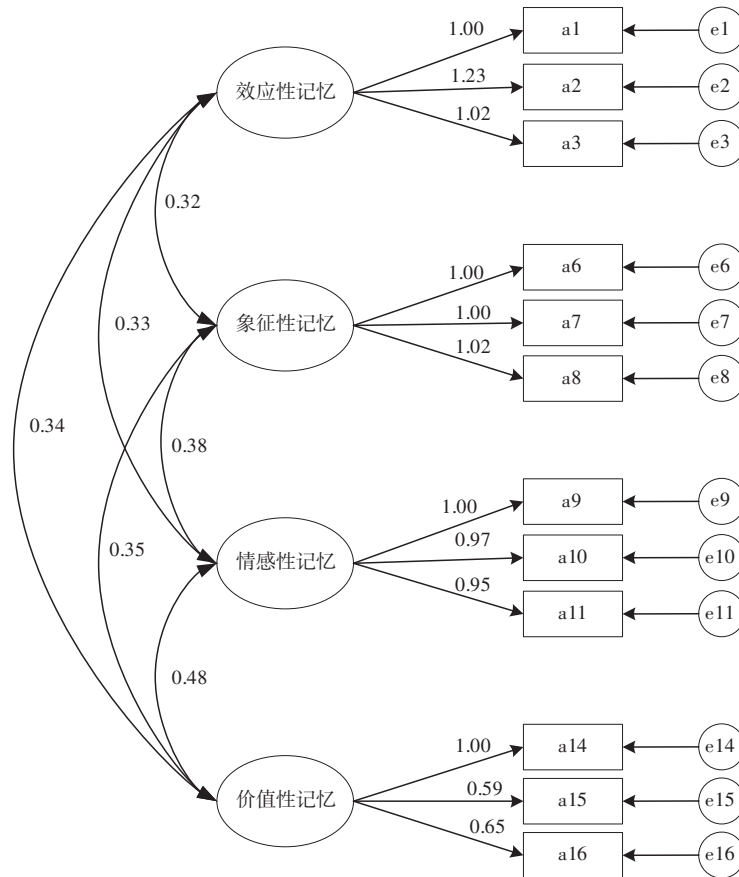 1.00 a1 e1
效应性记忆 1.23 a2 e2
1.02 a3 e3
0.32
1.00 a6 e6
0.33 象征性记忆 1.00 a7 e7
1.02 a8 e8
0.34
0.38
1.00 a9 e9
0.35 情感性记忆 0.97 a10 e10
0.95 a11 e11
0.48
1.00 a14 e14
价值性记忆 0.59 a15 e15
0.65 a16 e16